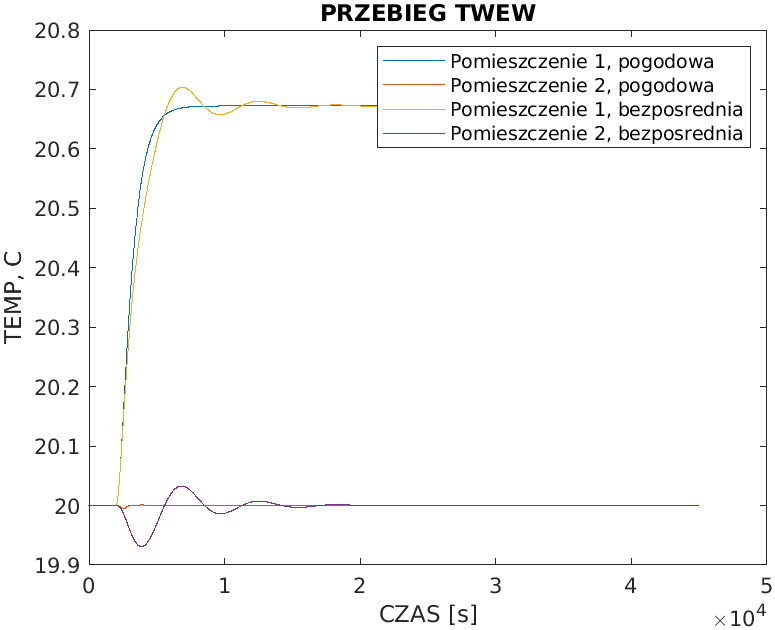 PRZEBIEG TWEW
20.8
20.7
20.6
20.5
20.4
20.3
20.2
20.1
20
19.9
TEMP, C
Pomieszczenie 1, pogodowa
Pomieszczenie 2, pogodowa
Pomieszczenie 1, bezposrednia
Pomieszczenie 2, bezposrednia
0
1
2
3
4
5
CZAS [s]
×10⁴